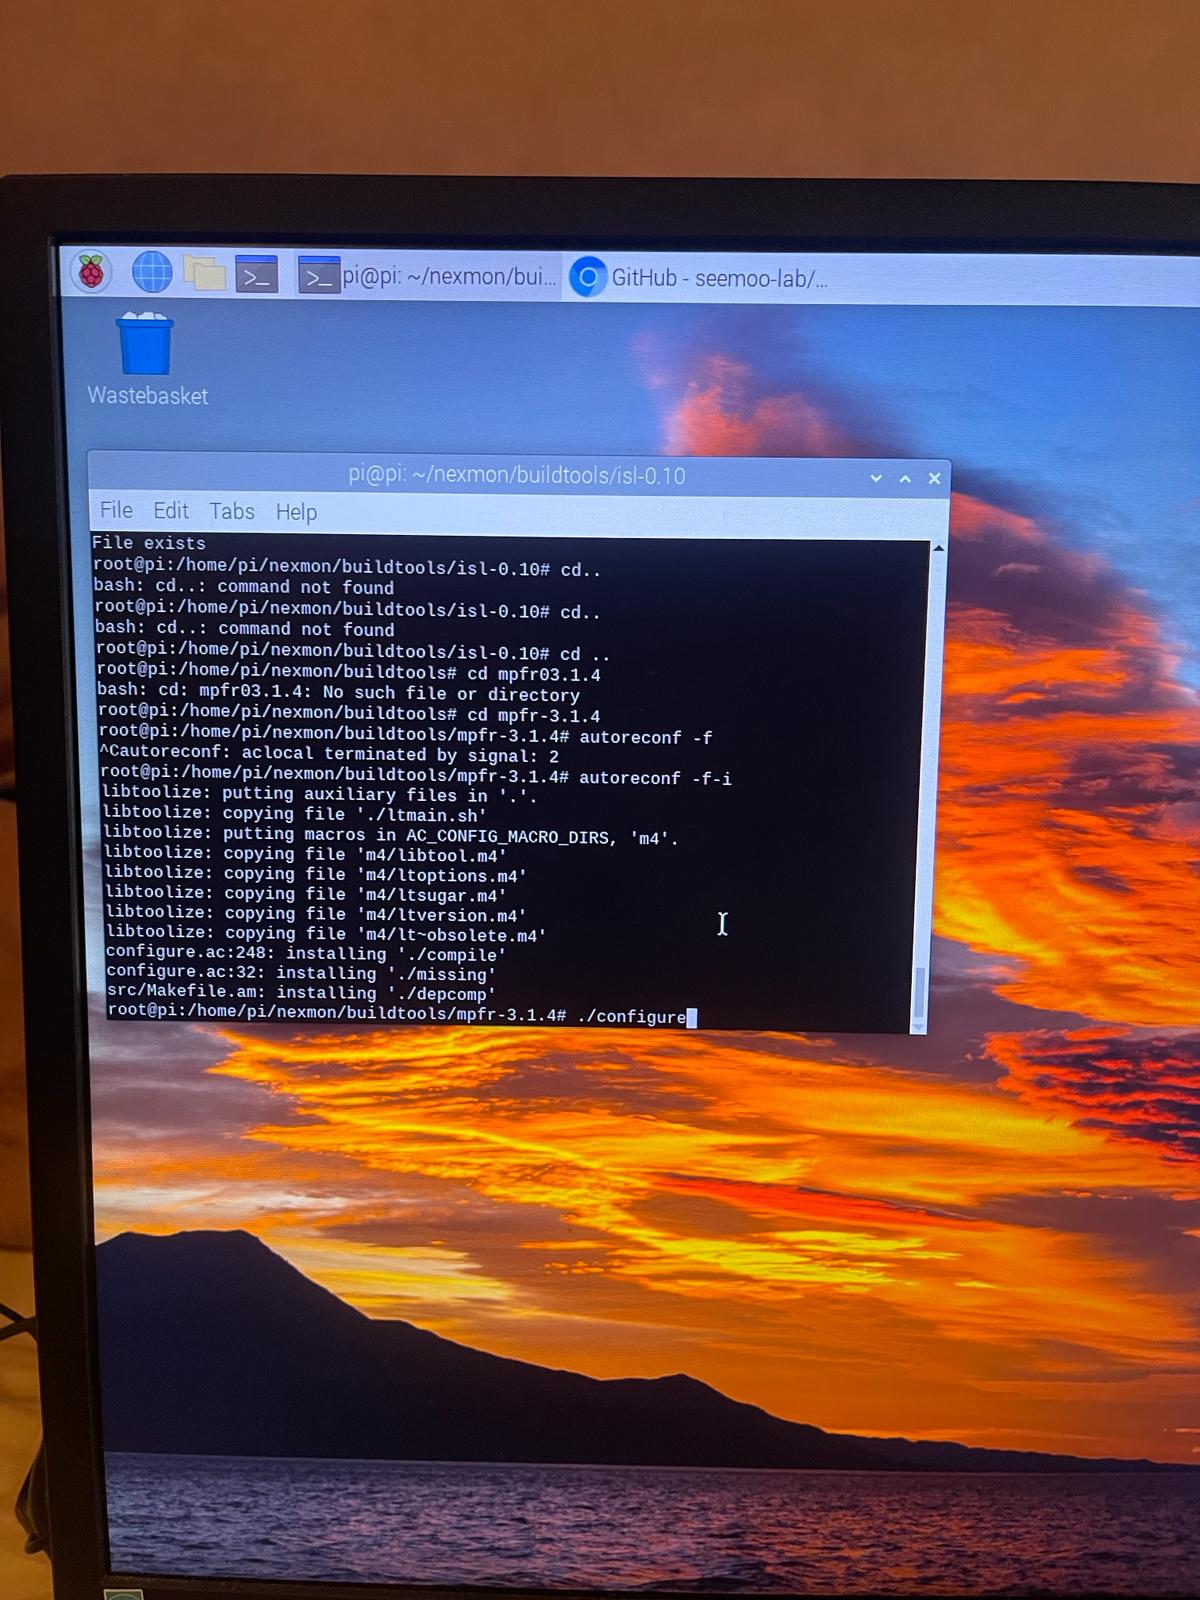 pi@pi: ~/nexmon/bui...
GitHub - seemoo-lab/...
Wastebasket
pi@pi: ~/nexmon/buildtools/isl-0.10
File Edit Tabs Help
File exists
root@pi:/home/pi/nexmon/buildtools/isl-0.10# cd..
bash: cd..: command not found
root@pi:/home/pi/nexmon/buildtools/isl-0.10# cd..
bash: cd..: command not found
root@pi:/home/pi/nexmon/buildtools/isl-0.10# cd ..
root@pi:/home/pi/nexmon/buildtools# cd mpfr03.1.4
bash: cd: mpfr03.1.4: No such file or directory
root@pi:/home/pi/nexmon/buildtools# cd mpfr-3.1.4
root@pi:/home/pi/nexmon/buildtools/mpfr-3.1.4# autoreconf -f
^Cautoreconf: aclocal terminated by signal: 2
root@pi:/home/pi/nexmon/buildtools/mpfr-3.1.4# autoreconf -f-i
libtoolize: putting auxiliary files in '.'.
libtoolize: copying file './ltmain.sh'
libtoolize: putting macros in AC_CONFIG_MACRO_DIRS, 'm4'.
libtoolize: copying file 'm4/libtool.m4'
libtoolize: copying file 'm4/ltoptions.m4'
libtoolize: copying file 'm4/ltsugar.m4'
libtoolize: copying file 'm4/ltversion.m4'
libtoolize: copying file 'm4/lt~obsolete.m4'
configure.ac:248: installing './compile'
configure.ac:32: installing './missing'
src/Makefile.am: installing './depcomp'
root@pi:/home/pi/nexmon/buildtools/mpfr-3.1.4# ./configure